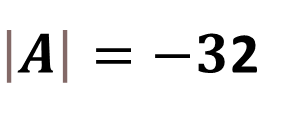 |A| = −32